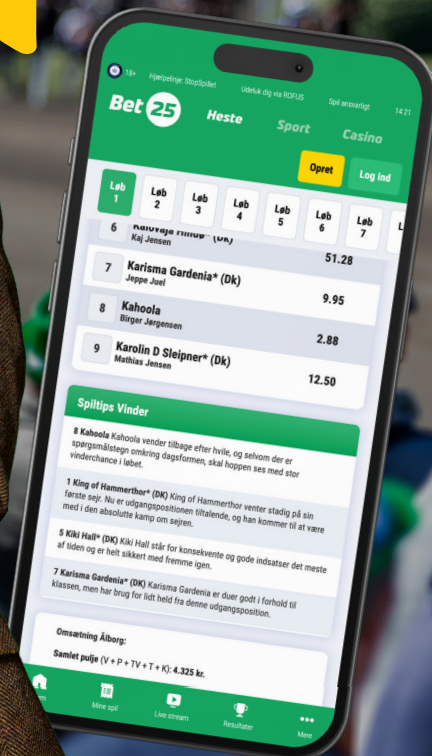 18+ Hjælpelinje: StopSpillet Udeluk dig via ROFUS Spil ansvarligt 14 21
Bet 25 Heste Sport Casino
Opret Log ind
Løb 1 Løb 2 Løb 3 Løb 4 Løb 5 Løb 6 Løb 7
6 (Dk) 51.28
Kaj Jensen
7 Karisma Gardenia* (Dk) 9.95
Jeppe Juel
8 Kahoola 2.88
Birger Jørgensen
9 Karolin D Sleipner* (Dk) 12.50
Mathias Jensen
Spiltips Vinder
8 Kahoola Kahoola vender tilbage efter hvile, og selvom der er
spørgsmålstegn omkring dagsformen, skal hoppen ses med stor
vinderchance i løbet.
1 King of Hammerthor* (DK) King of Hammerthor venter stadig på sin
første sejr. Nu er udgangspositionen tiltalende, og han kommer til at være
med i den absolutte kamp om sejren.
5 Kiki Hall* (DK) Kiki Hall står for konsekvente og gode indsatser det meste
af tiden og er helt sikkert med fremme igen.
7 Karisma Gardenia* (DK) Karisma Gardenia er duer godt i forhold til
klassen, men har brug for lidt held fra denne udgangsposition.
Omsætning Ålborg:
Samlet pulje (V + P + TV + T + K): 4.325 kr.
Mine spil Live stream Resultater Mere